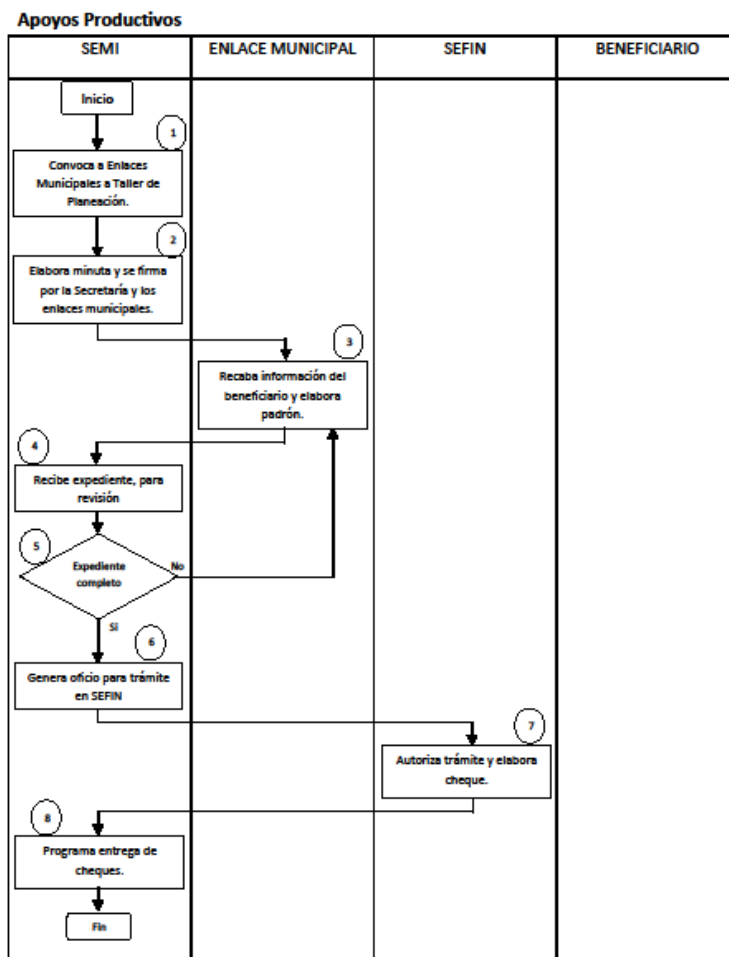 Apoyos Productivos
SEMI
ENLACE MUNICIPAL
SEFIN
BENEFICIARIO
Inicio
1
Convoca a Enlaces
Municipales a Taller de
Planeación.
2
Elabora minuta y se firma
por la Secretaría y los
enlaces municipales.
3
Recaba información del
beneficiario y elabora
padrón.
4
Recibe expediente, para
revisión
5
Expediente
completo
No
Si
6
Genera oficio para trámite
en SEFIN
7
Autoriza trámite y elabora
cheque.
8
Programa entrega de
cheques.
Fin